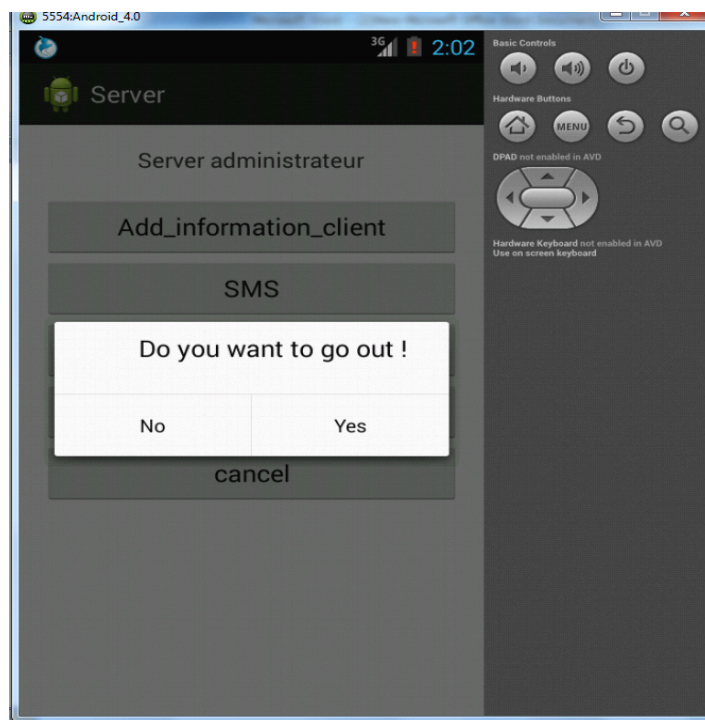 5554:Android_4.0
3G 2:02
Server
Server administrateur
Add_information_client
SMS
Do you want to go out !
No Yes
cancel
Basic Controls
Hardware Buttons
MENU
DPAD not enabled in AVD
Hardware Keyboard not enabled in AVD
Use on screen keyboard